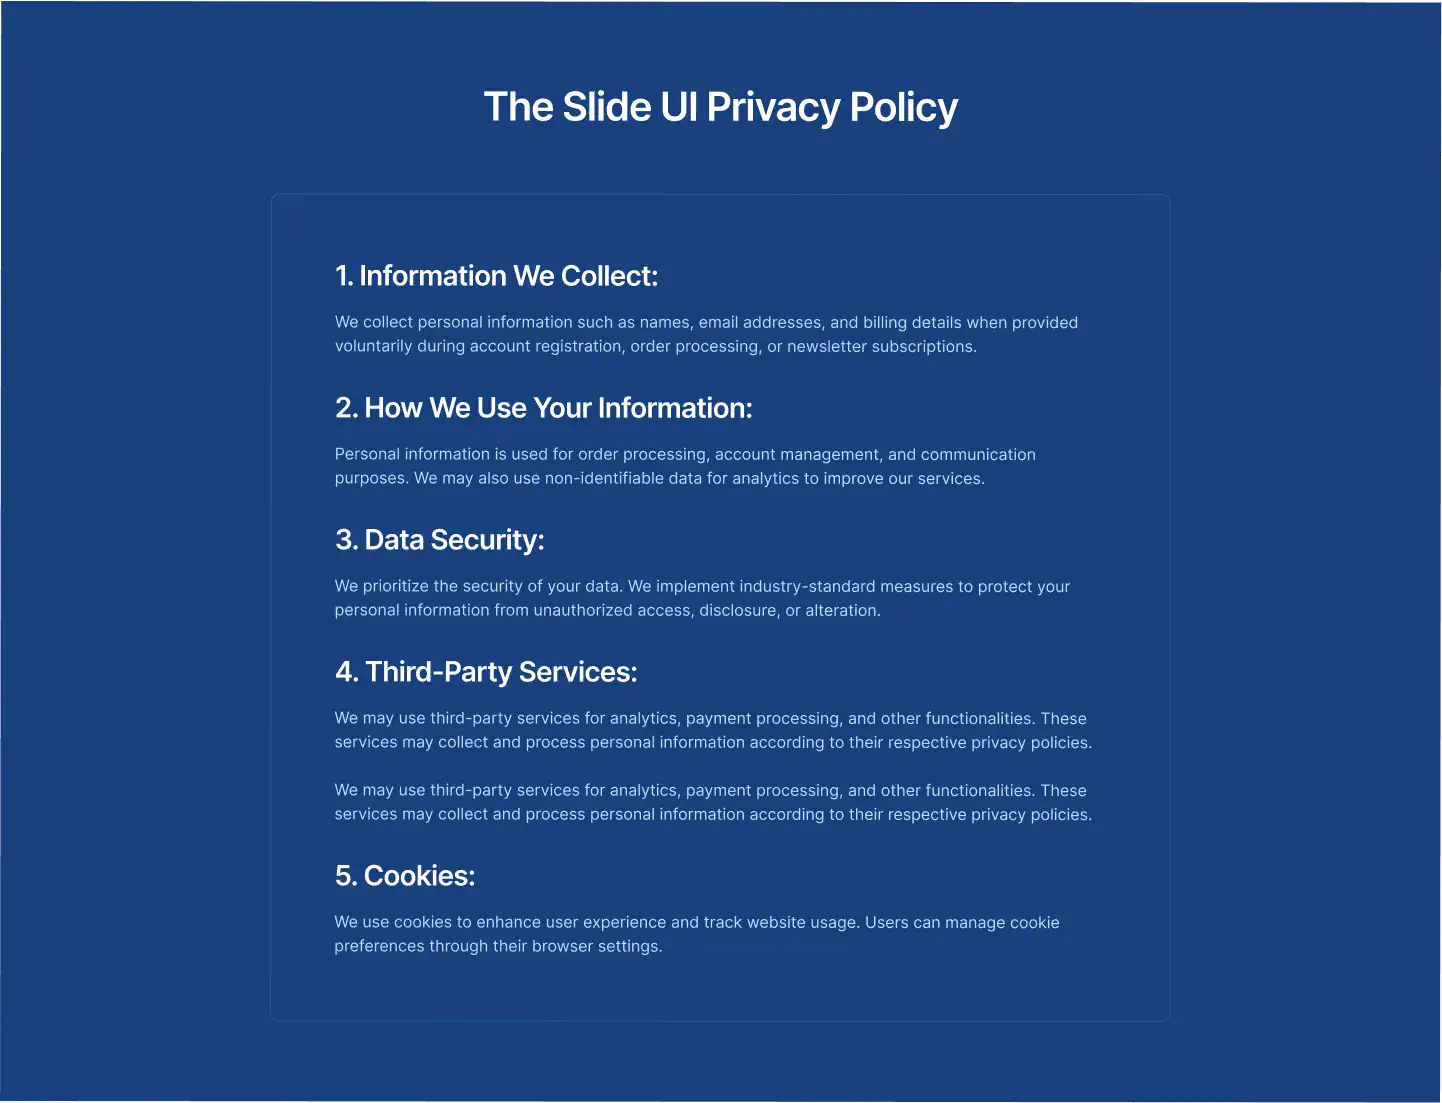 The Slide UI Privacy Policy
1. Information We Collect:
We collect personal information such as names, email addresses, and billing details when provided
voluntarily during account registration, order processing, or newsletter subscriptions.
2. How We Use Your Information:
Personal information is used for order processing, account management, and communication
purposes. We may also use non-identifiable data for analytics to improve our services.
3. Data Security:
We prioritize the security of your data. We implement industry-standard measures to protect your
personal information from unauthorized access, disclosure, or alteration.
4. Third-Party Services:
We may use third-party services for analytics, payment processing, and other functionalities. These
services may collect and process personal information according to their respective privacy policies.
We may use third-party services for analytics, payment processing, and other functionalities. These
services may collect and process personal information according to their respective privacy policies.
5. Cookies:
We use cookies to enhance user experience and track website usage. Users can manage cookie
preferences through their browser settings.